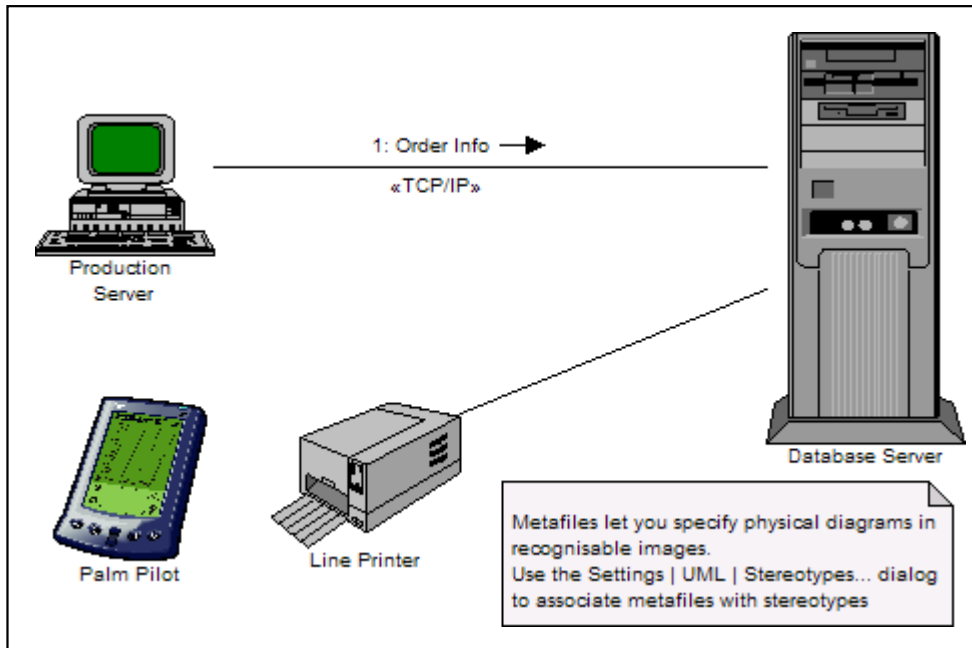 1: Order Info
«TCP/IP»
Production
Server
Database Server
Palm Pilot
Line Printer
Metafiles let you specify physical diagrams in
recognisable images.
Use the Settings | UML | Stereotypes... dialog
to associate metafiles with stereotypes